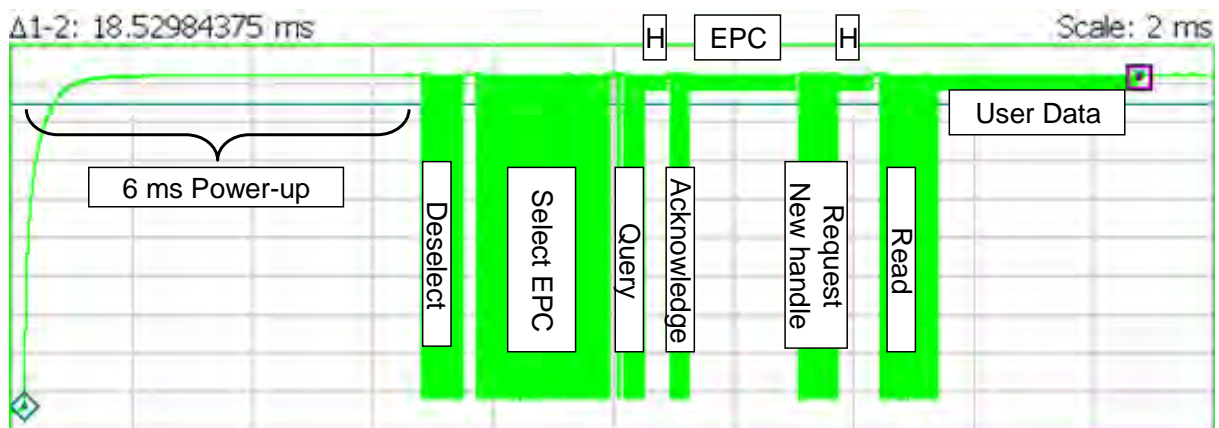 Δ1-2: 18.52984375 ms
Scale: 2 ms
H
EPC
H
User Data
6 ms Power-up
Deselect
Select EPC
Query
Acknowledge
Request
New handle
Read